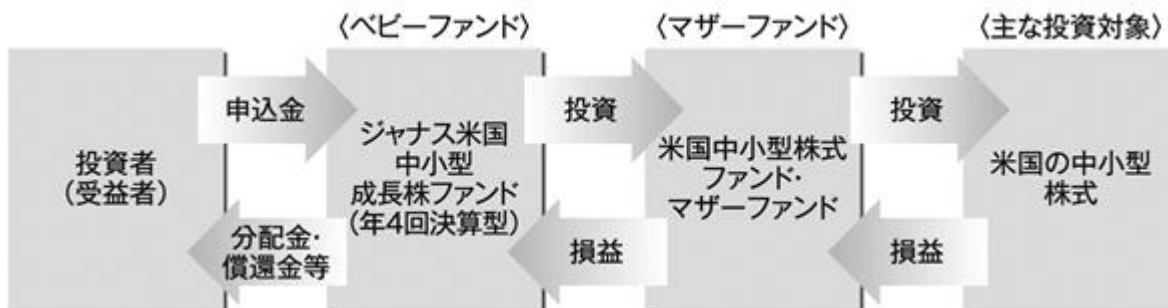 〈ベビーファンド〉
〈マザーファンド〉
〈主な投資対象〉
申込金
投資
投資
投資者
(受益者)
ジャナス米国
中小型
成長株ファンド
(年4回決算型)
米国中小型株式
ファンド・
マザーファンド
米国の中小型
株式
分配金・
償還金等
損益
損益